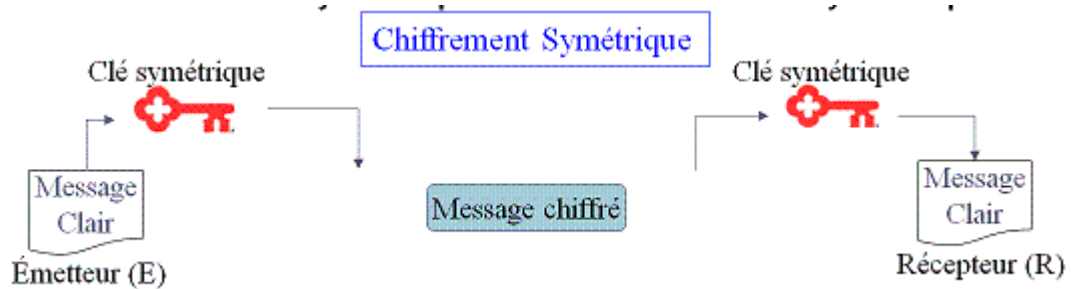 Chiffrement Symétrique
Clé symétrique
Clé symétrique
Message
Clair
Message chiffré
Message
Clair
Émetteur (E)
Récepteur (R)